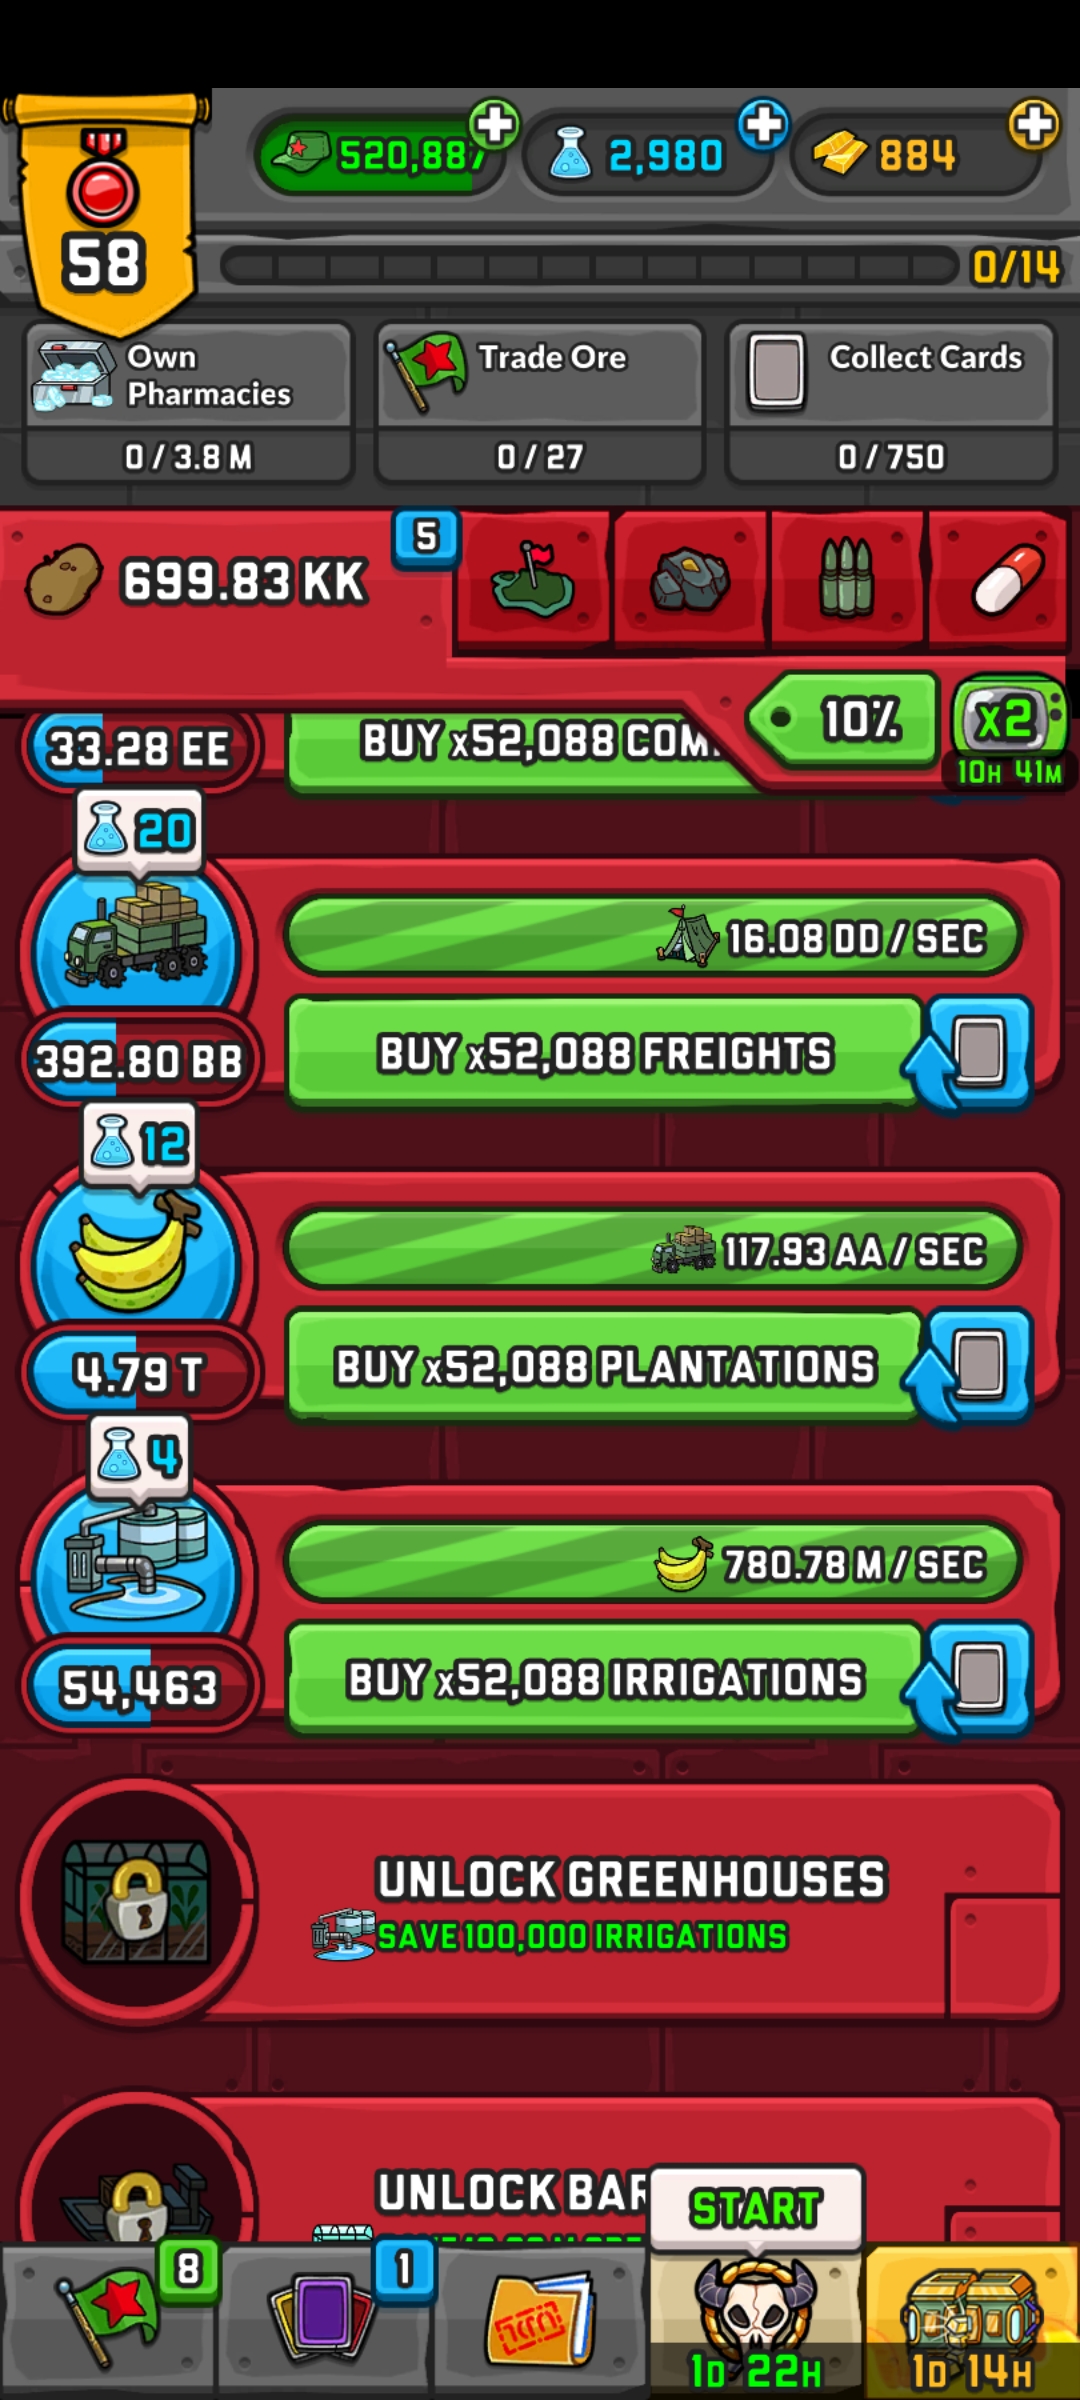 520,887
2,980
884
58
0/14
Own
Pharmacies
0 / 3.8 M
Trade Ore
0 / 27
Collect Cards
0 / 750
699.83 KK
5
10%
x2
10H 41M
33.28 EE
BUY x52,088 COM
20
16.08 DD / SEC
392.80 BB
BUY x52,088 FREIGHTS
12
117.93 AA / SEC
4.79 T
BUY x52,088 PLANTATIONS
4
780.78 M / SEC
54,463
BUY x52,088 IRRIGATIONS
UNLOCK GREENHOUSES
SAVE 100,000 IRRIGATIONS
UNLOCK BAR
START
8
1
1D 22H
1D 14H